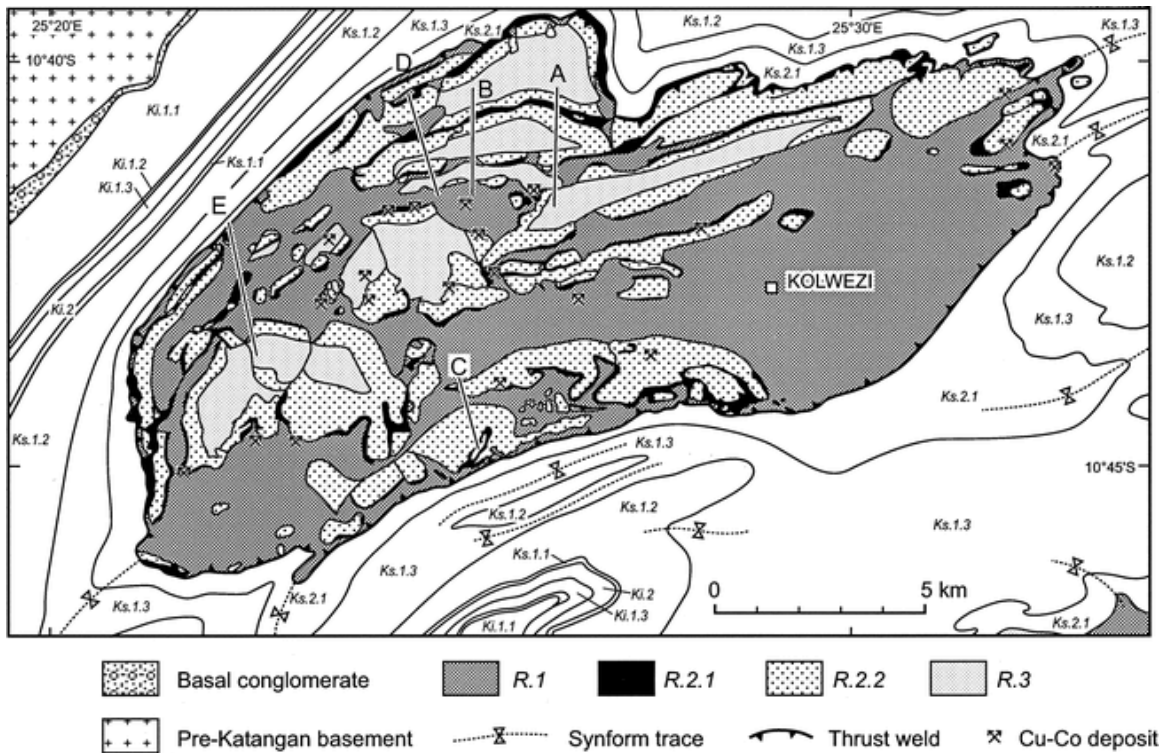 25°20'E
25°30'E
10°40'S
10°45'S
Ks.1.2
Ks.1.3
Ks.2.1
Ks.1.2
Ks.1.3
Ks.1.3
Ks.2.1
D
B
A
Ki.1.1
Ks.1.1
Ks.2.1
Ki.1.2
Ki.1.3
E
Ks.1.2
Ki.2
KOLWEZI
Ks.1.3
C
Ks.2.1
Ks.1.2
Ks.1.3
Ks.1.2
Ks.1.2
Ks.1.3
Ks.1.1
Ks.1.3
Ki.2
Ks.1.3
Ks.2.1
Ki.1.3
Ki.1.1
Ks.2.1
0 5 km
Basal conglomerate R.1 R.2.1 R.2.2 R.3
Pre-Katangan basement Synform trace Thrust weld Cu-Co deposit